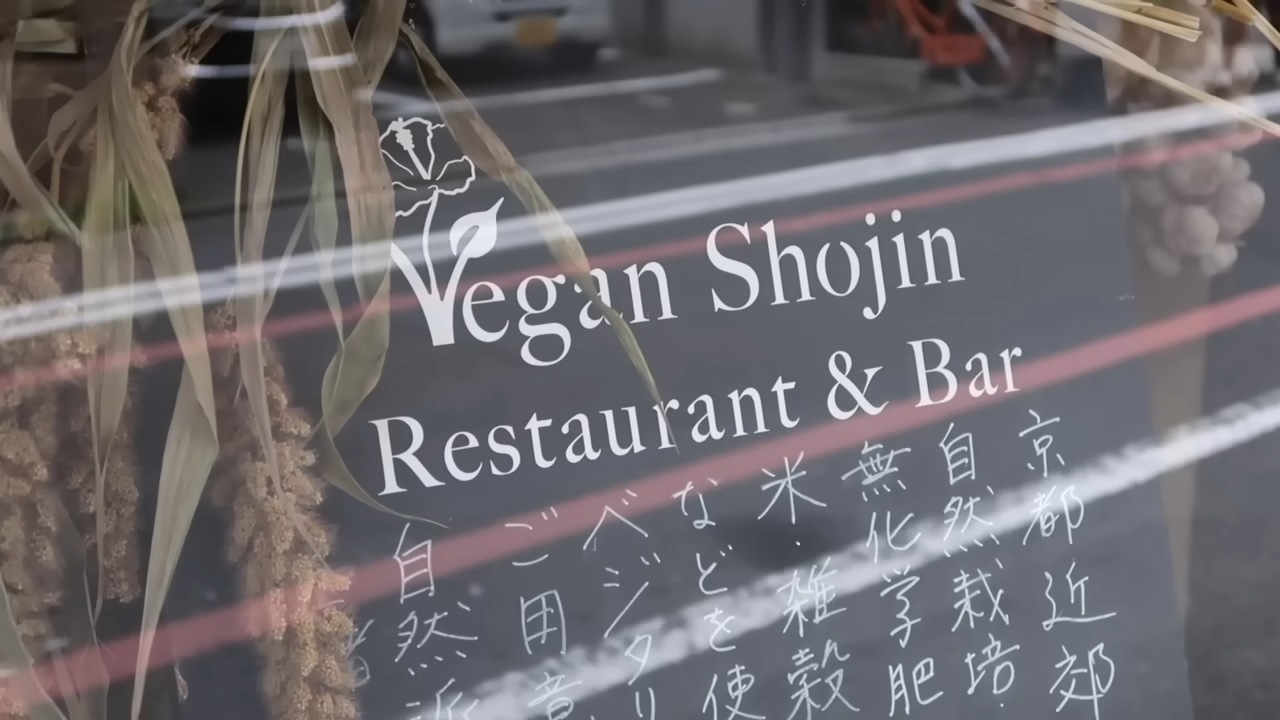 Vegan Shojin
Restaurant & Bar
京都近郊
自然栽培・
無化学肥
米・雑穀
などを使
ベジタリ
ご用意
自然派